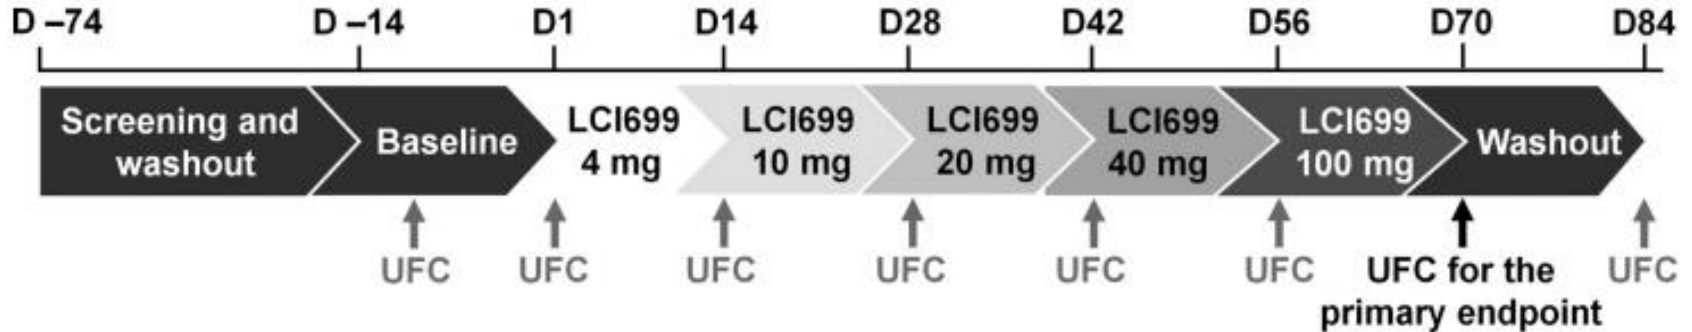 D –74 D –14 D1 D14 D28 D42 D56 D70 D84
Screening and washout
Baseline
LCI699 4 mg
LCI699 10 mg
LCI699 20 mg
LCI699 40 mg
LCI699 100 mg
Washout
UFC UFC UFC UFC UFC UFC UFC for the primary endpoint UFC